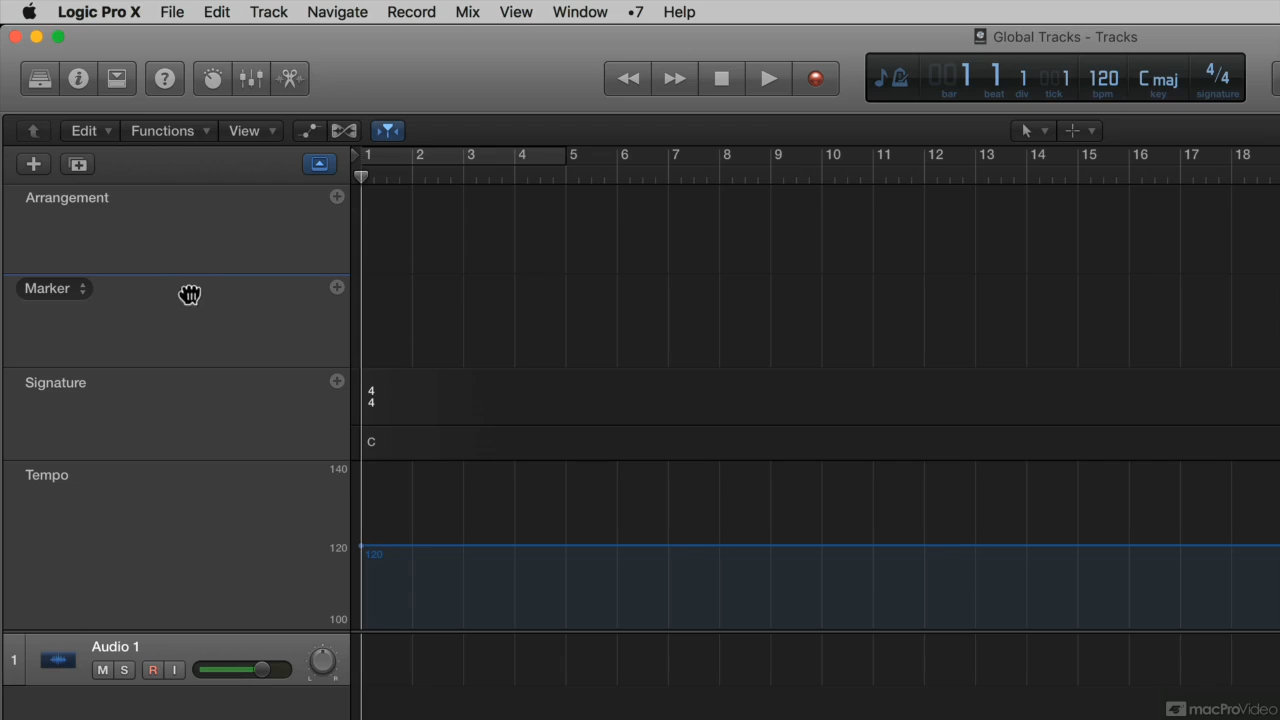 Logic Pro X File Edit Track Navigate Record Mix View Window •7 Help
Global Tracks - Tracks
001 1 1 001 120 C maj 4/4
bar beat div tick bpm key signature
Edit Functions View
1 2 3 4 5 6 7 8 9 10 11 12 13 14 15 16 17 18
Arrangement
Marker
Signature
4
4
C
Tempo
140
120
120
100
1
Audio 1
M S R I
L R
macProVideo